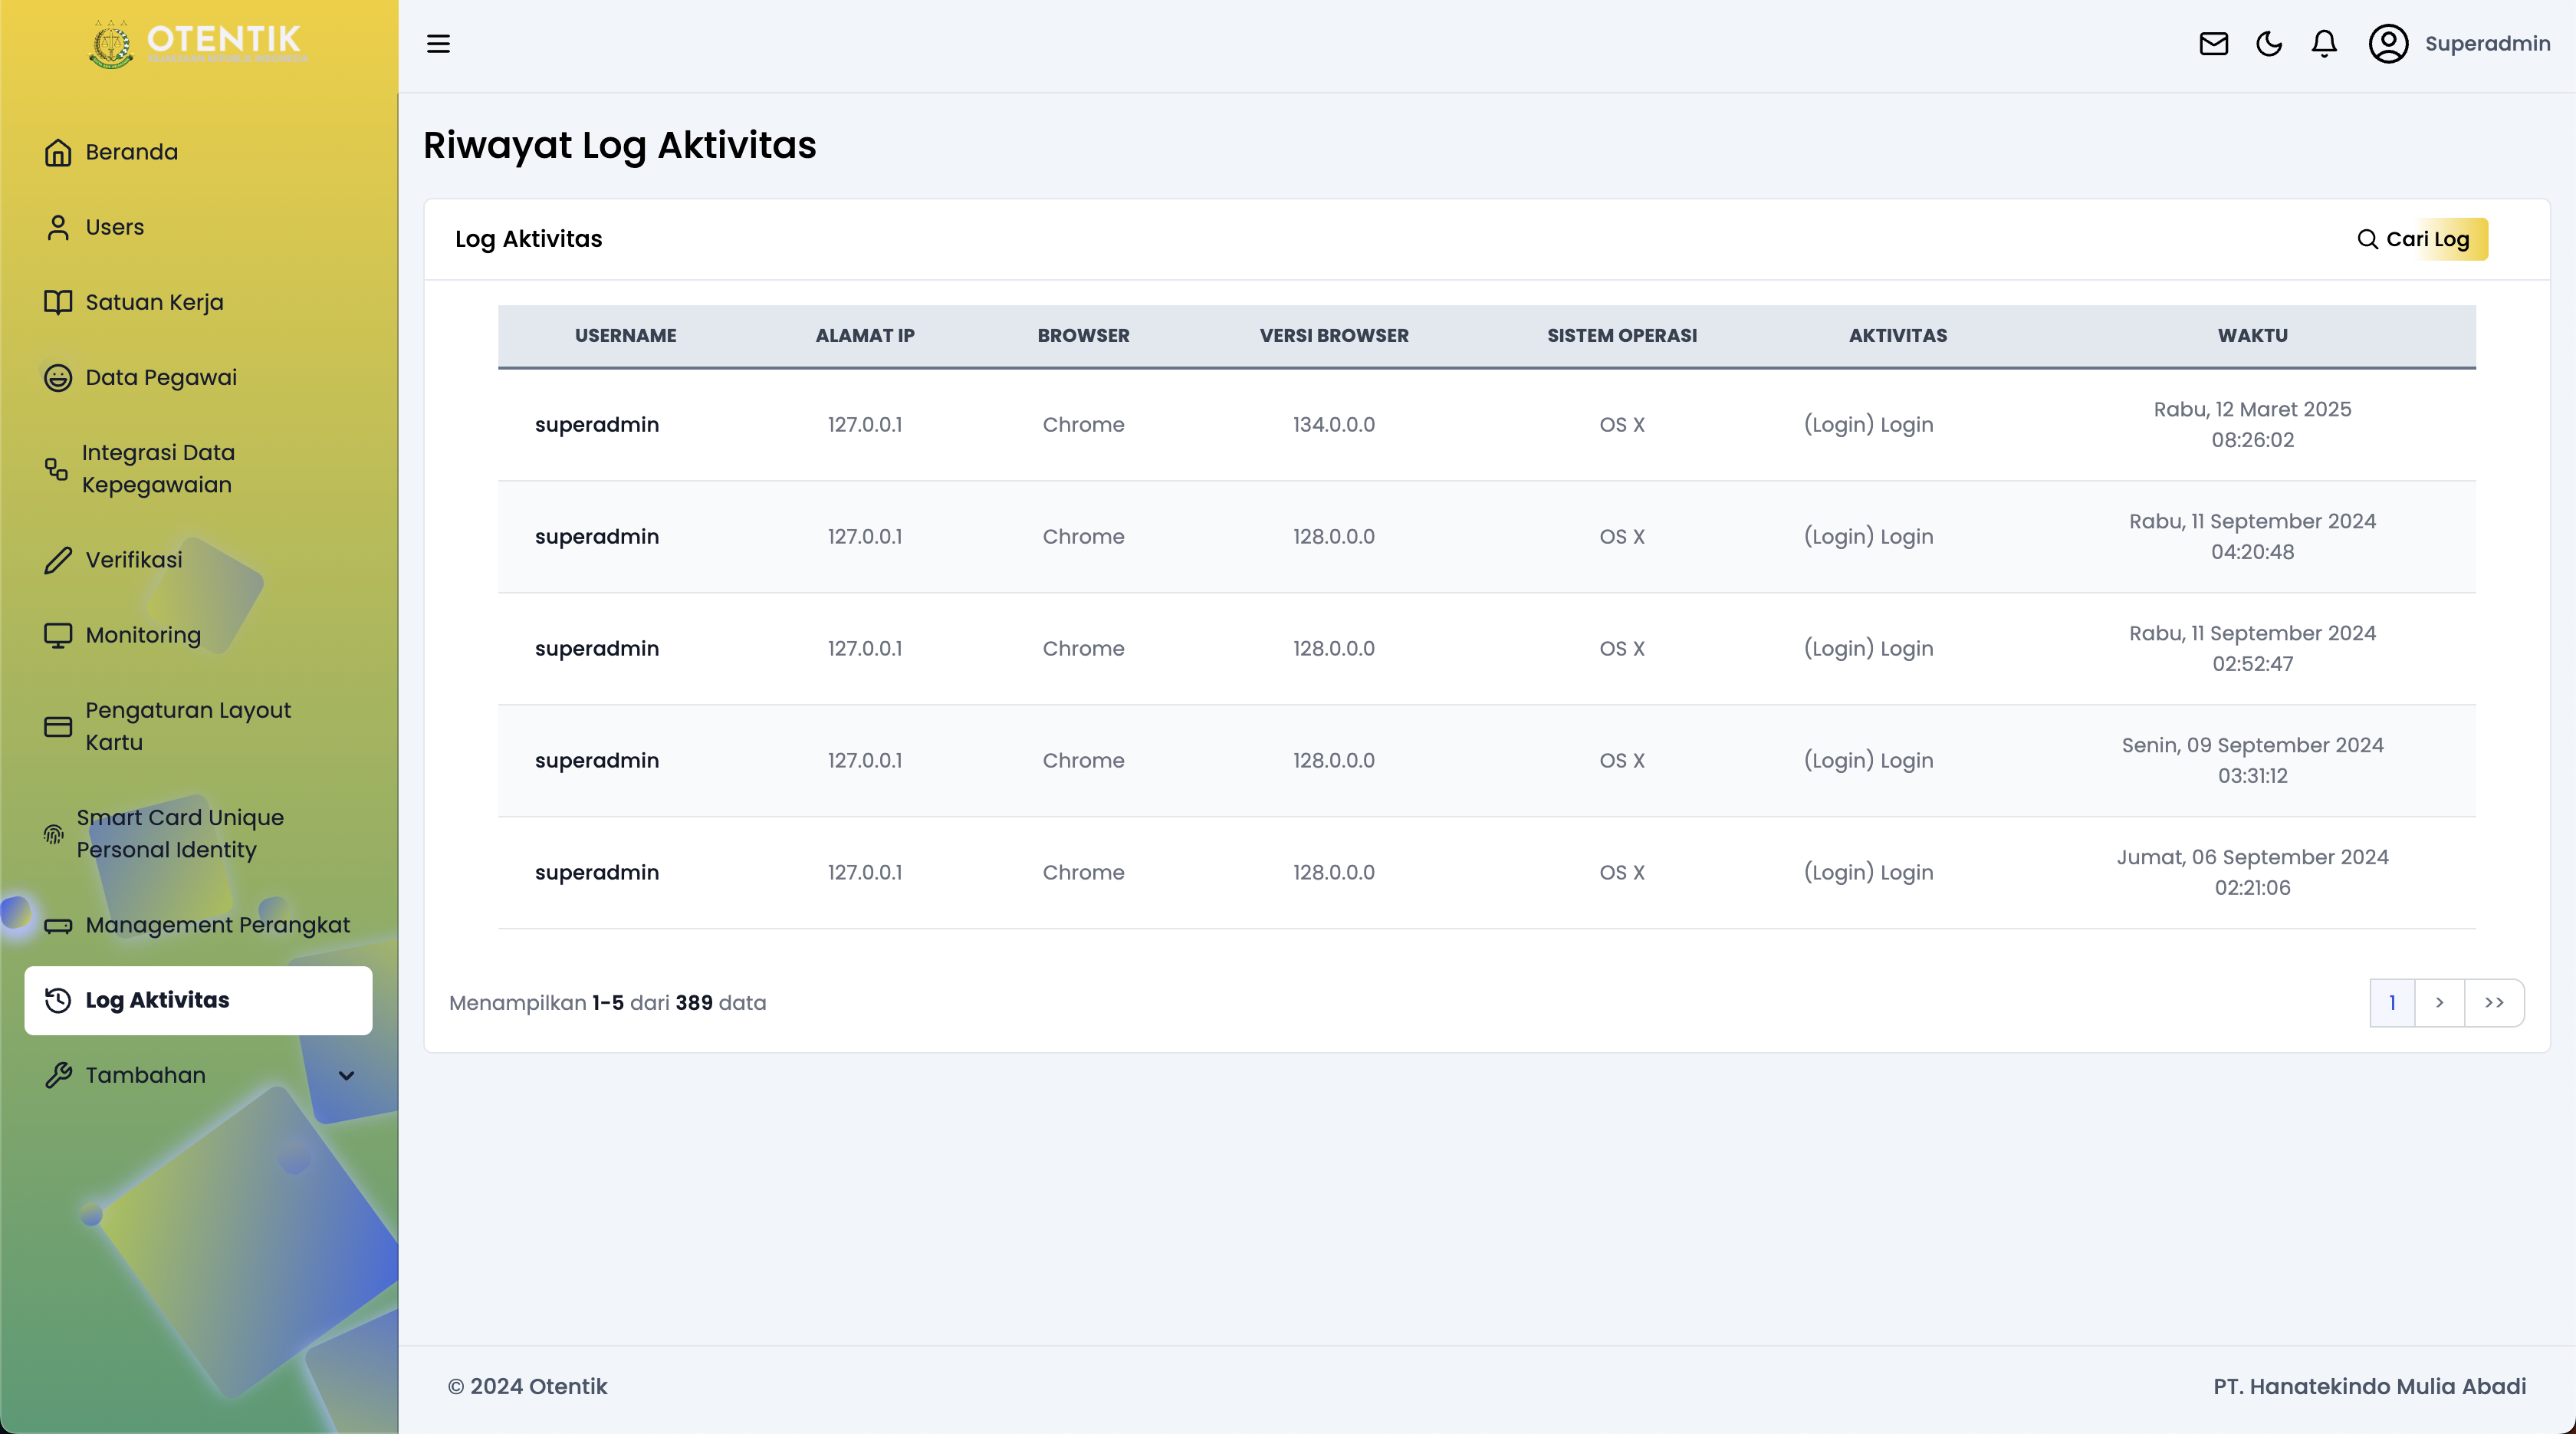 OTENTIK
Superadmin
Beranda
Users
Satuan Kerja
Data Pegawai
Integrasi Data
Kepegawaian
Verifikasi
Monitoring
Pengaturan Layout
Kartu
Smart Card Unique
Personal Identity
Management Perangkat
Log Aktivitas
Tambahan
Riwayat Log Aktivitas
Log Aktivitas
Cari Log
USERNAME ALAMAT IP BROWSER VERSI BROWSER SISTEM OPERASI AKTIVITAS WAKTU
superadmin 127.0.0.1 Chrome 134.0.0.0 OS X (Login) Login Rabu, 12 Maret 2025
08:26:02
superadmin 127.0.0.1 Chrome 128.0.0.0 OS X (Login) Login Rabu, 11 September 2024
04:20:48
superadmin 127.0.0.1 Chrome 128.0.0.0 OS X (Login) Login Rabu, 11 September 2024
02:52:47
superadmin 127.0.0.1 Chrome 128.0.0.0 OS X (Login) Login Senin, 09 September 2024
03:31:12
superadmin 127.0.0.1 Chrome 128.0.0.0 OS X (Login) Login Jumat, 06 September 2024
02:21:06
Menampilkan 1-5 dari 389 data
1 > >>
© 2024 Otentik
PT. Hanatekindo Mulia Abadi